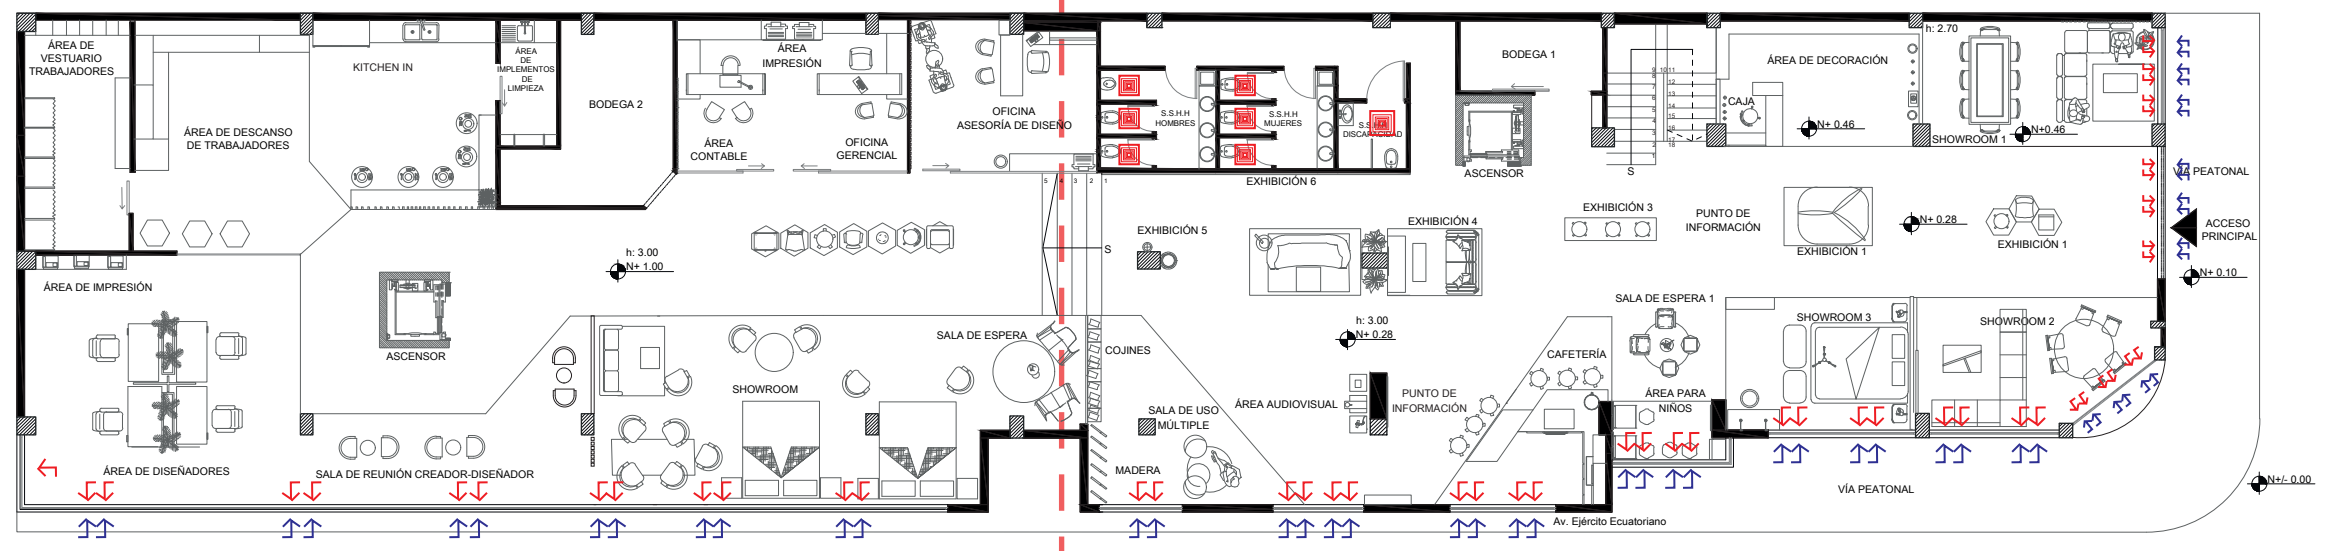 ÁREA DE
VESTUARIO
TRABAJADORES
KITCHEN IN
ÁREA
DE
IMPLEMENTOS
DE
LIMPIEZA
BODEGA 2
ÁREA
IMPRESIÓN
OFICINA
ASESORÍA DE DISEÑO
ÁREA DE DESCANSO
DE TRABAJADORES
ÁREA
CONTABLE
OFICINA
GERENCIAL
S.S.H.H
HOMBRES
S.S.H.H
MUJERES
S.S.H.H
DISCAPACIDAD
BODEGA 1
ASCENSOR
S
CAJA
ÁREA DE DECORACIÓN
N+ 0.46
h: 2.70
SHOWROOM 1
N+0.46
VÍA PEATONAL
ACCESO
PRINCIPAL
N+ 0.10
EXHIBICIÓN 6
5 4 3 2 1
S
EXHIBICIÓN 5
EXHIBICIÓN 4
EXHIBICIÓN 3
PUNTO DE
INFORMACIÓN
EXHIBICIÓN 1
N+ 0.28
EXHIBICIÓN 1
h: 3.00
N+ 1.00
ÁREA DE IMPRESIÓN
ASCENSOR
SHOWROOM
SALA DE ESPERA
COJINES
h: 3.00
N+ 0.28
SALA DE ESPERA 1
SHOWROOM 3
SHOWROOM 2
CAFETERÍA
ÁREA PARA
NIÑOS
ÁREA AUDIOVISUAL
PUNTO DE
INFORMACIÓN
SALA DE USO
MÚLTIPLE
MADERA
ÁREA DE DISEÑADORES
SALA DE REUNIÓN CREADOR-DISEÑADOR
VÍA PEATONAL
N+/- 0.00
Av. Ejército Ecuatoriano